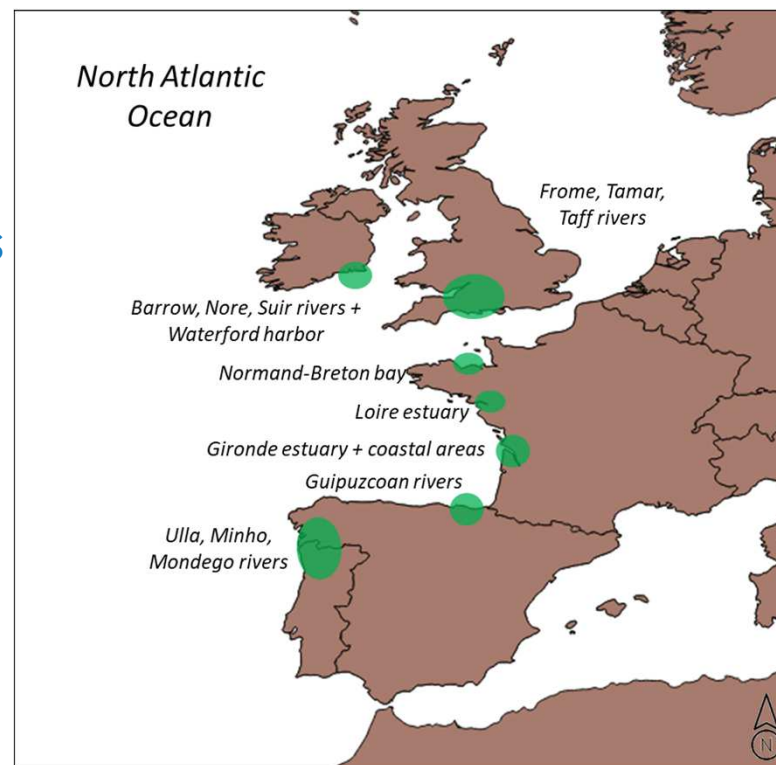 North Atlantic
Ocean
Frome, Tamar,
Taff rivers
s
Barrow, Nore, Suir rivers +
Waterford harbor
Normand-Breton bay
Loire estuary
Gironde estuary + coastal areas
Guipuzcoan rivers
Ulla, Minho,
Mondego rivers
N